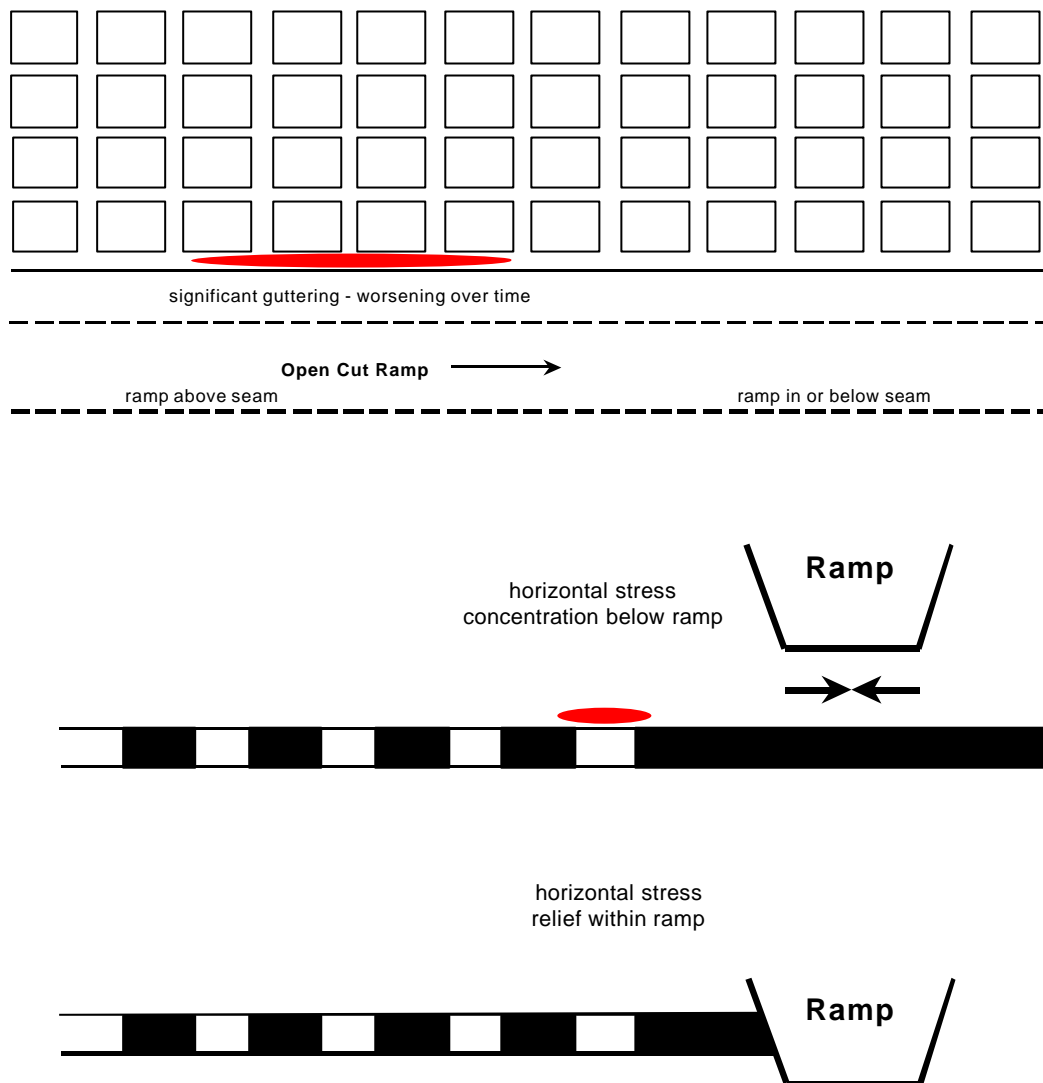 significant guttering - worsening over time
Open Cut Ramp
ramp above seam
ramp in or below seam
Ramp
horizontal stress
concentration below ramp
horizontal stress
relief within ramp
Ramp